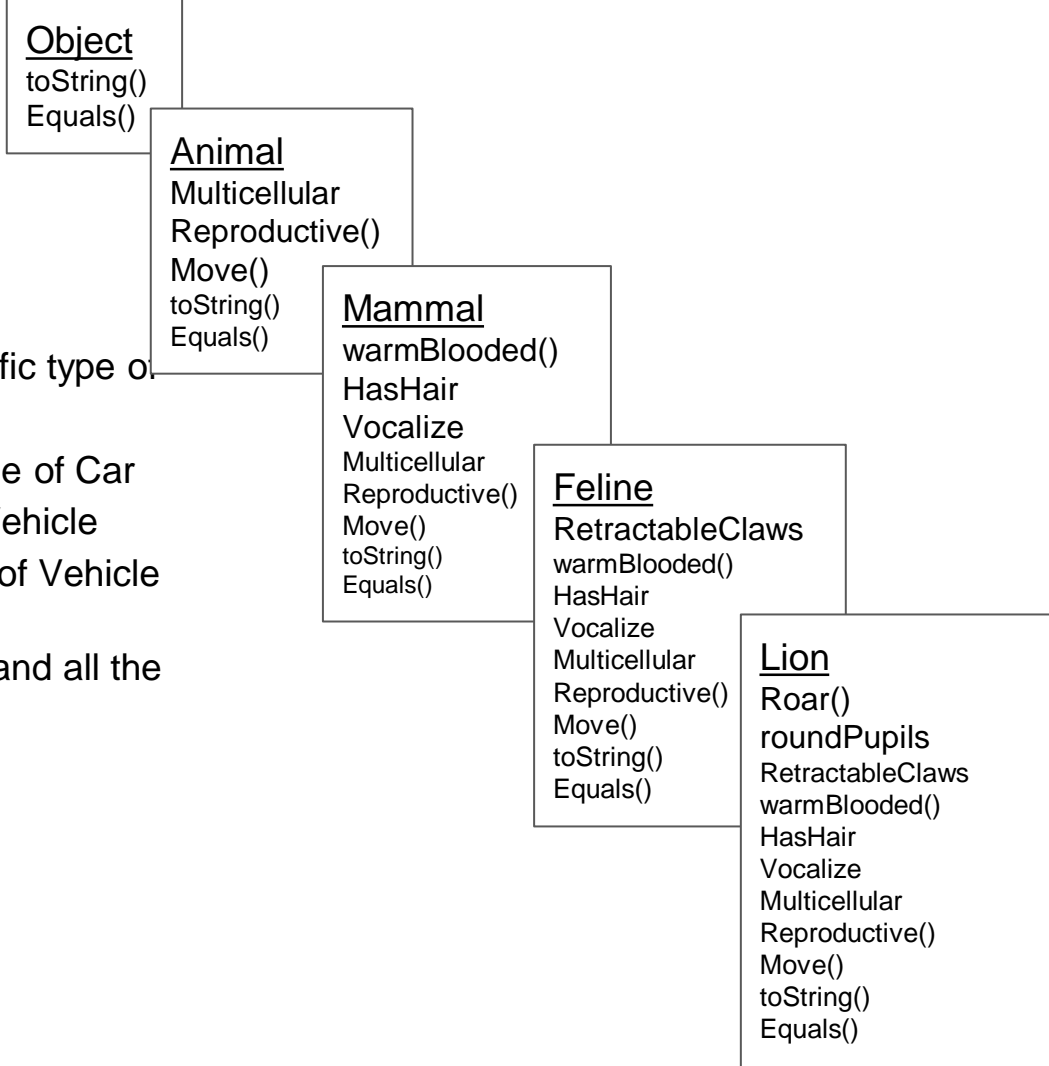 Object
toString()
Equals()
Animal
Multicellular
Reproductive()
Move()
toString()
Equals()
Mammal
warmBlooded()
HasHair
Vocalize
Multicellular
Reproductive()
Move()
toString()
Equals()
Feline
RetractableClaws
warmBlooded()
HasHair
Vocalize
Multicellular
Reproductive()
Move()
toString()
Equals()
Lion
Roar()
roundPupils
RetractableClaws
warmBlooded()
HasHair
Vocalize
Multicellular
Reproductive()
Move()
toString()
Equals()
fic type of
e of Car
ehicle
of Vehicle
and all the